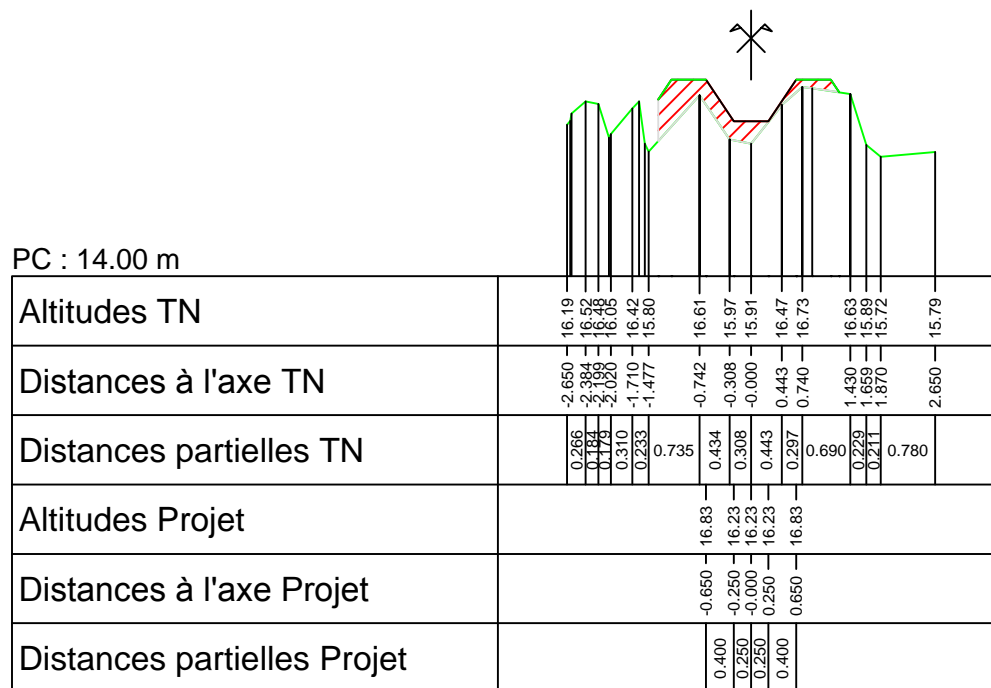 PC : 14.00 m
Altitudes TN
16.19 16.52 16.48 16.05 16.42 15.80 16.61 15.97 15.91 16.47 16.73 16.63 15.89 15.72 15.79
Distances à l'axe TN
-2.650 -2.384 -2.199 -2.020 -1.710 -1.477 -0.742 -0.308 -0.000 0.443 0.740 1.430 1.659 1.870 2.650
Distances partielles TN
0.266 0.184 0.179 0.310 0.233 0.735 0.434 0.308 0.443 0.297 0.690 0.229 0.211 0.780
Altitudes Projet
16.83 16.23 16.23 16.23 16.83
Distances à l'axe Projet
-0.650 -0.250 -0.000 0.250 0.650
Distances partielles Projet
0.400 0.250 0.250 0.400